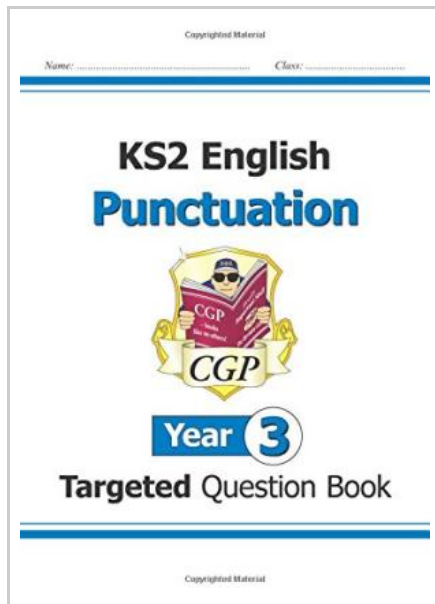 Copyrighted Material
Name: ........................................................ Class: .................................
KS2 English
Punctuation
CGP
CGP
Year 3
Targeted Question Book
Copyrighted Material